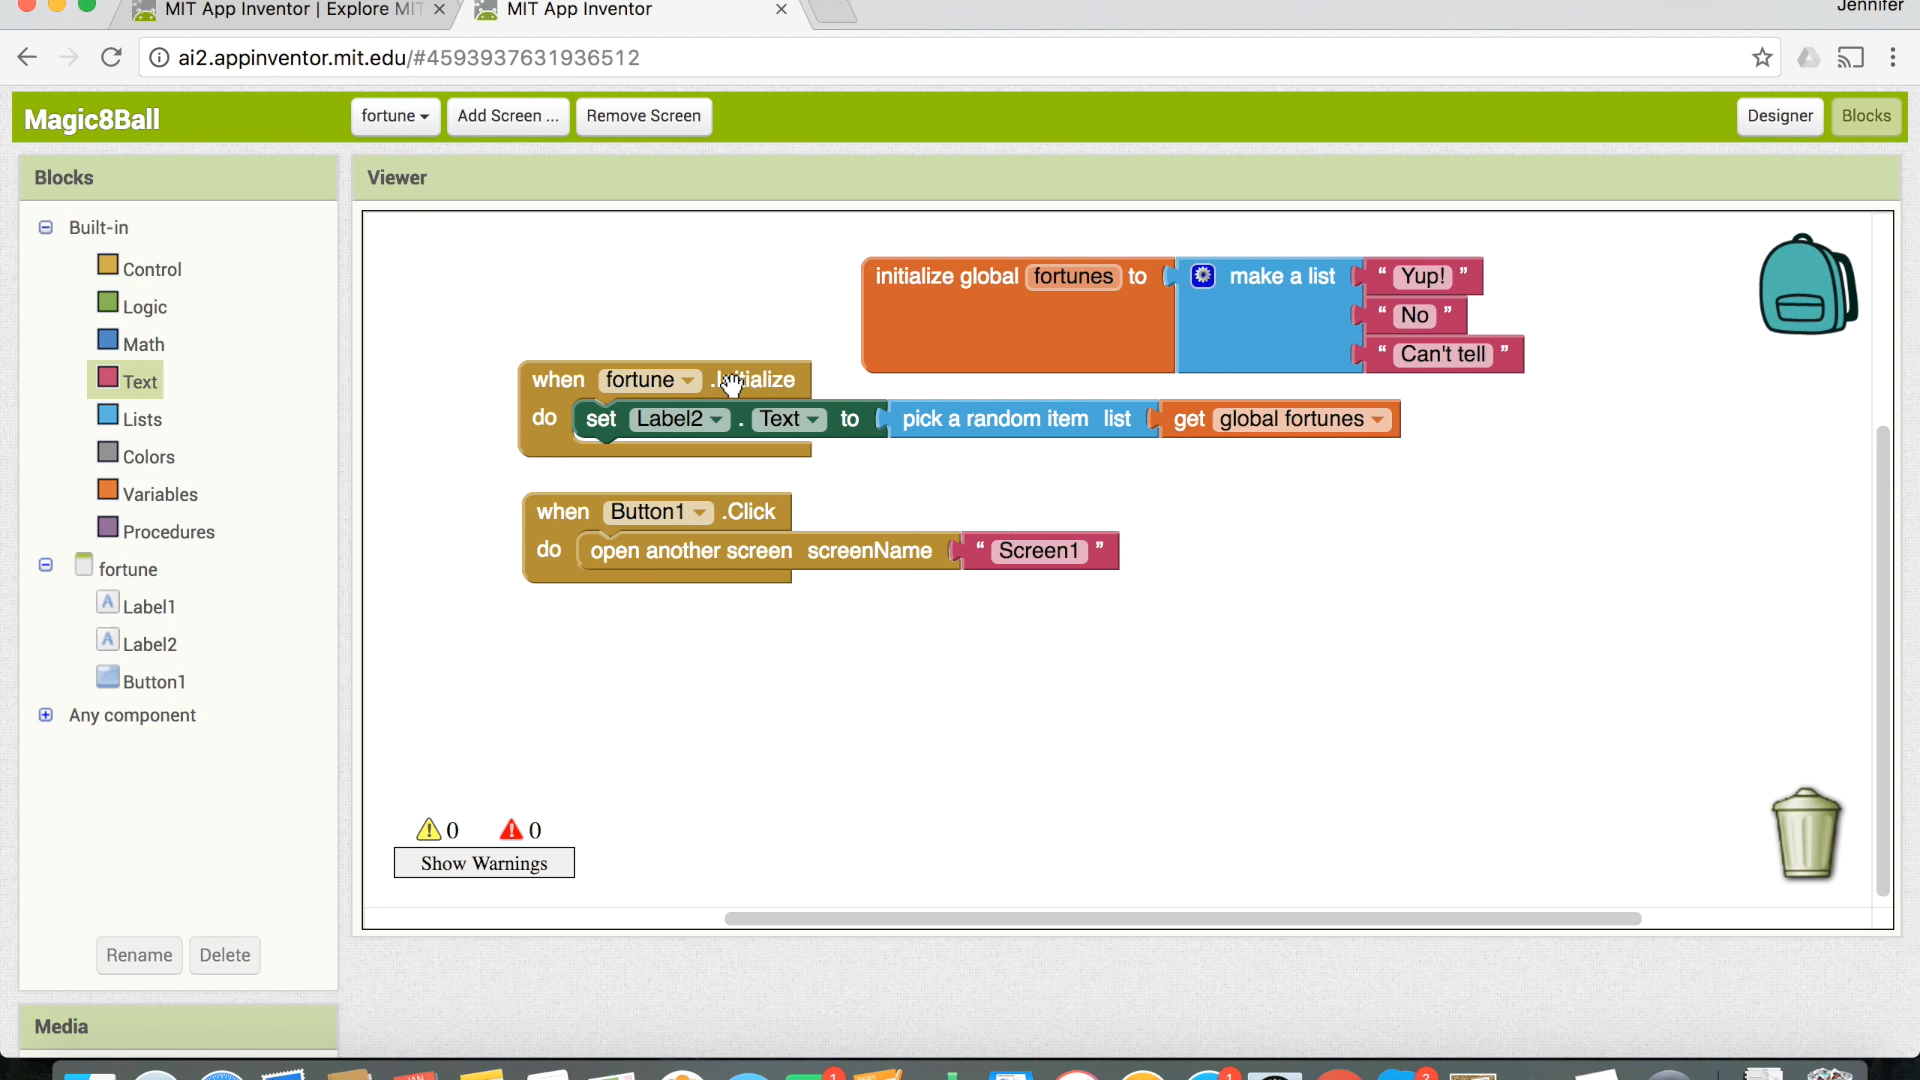 MIT App Inventor | Explore MIT
MIT App Inventor
Jennifer
ai2.appinventor.mit.edu/#4593937631936512
Magic8Ball
fortune
Add Screen ...
Remove Screen
Designer
Blocks
Blocks
Viewer
Built-in
Control
Logic
Math
Text
Lists
Colors
Variables
Procedures
fortune
Label1
Label2
Button1
Any component
Rename
Delete
Media
initialize global fortunes to make a list " Yup! "
" No "
" Can't tell "
when fortune .Initialize
do set Label2 . Text to pick a random item list get global fortunes
when Button1 .Click
do open another screen screenName " Screen1 "
0 0
Show Warnings